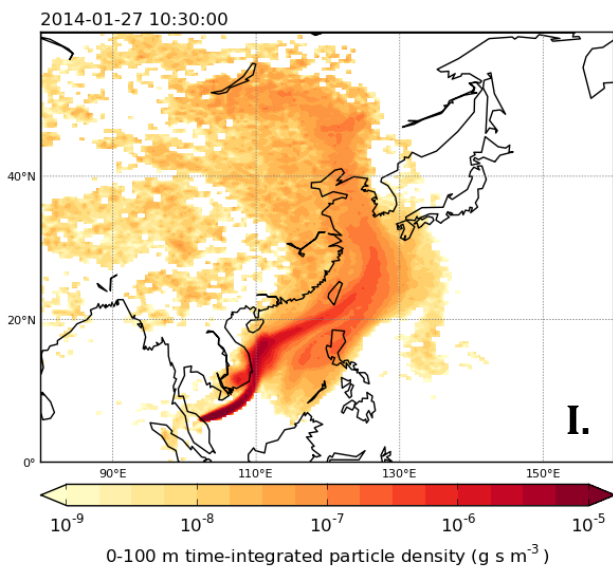 2014-01-27 10:30:00
40°N
20°N
I.
0°
90°E 110°E 130°E 150°E
10⁻⁹ 10⁻⁸ 10⁻⁷ 10⁻⁶ 10⁻⁵
0-100 m time-integrated particle density (g s m⁻³)